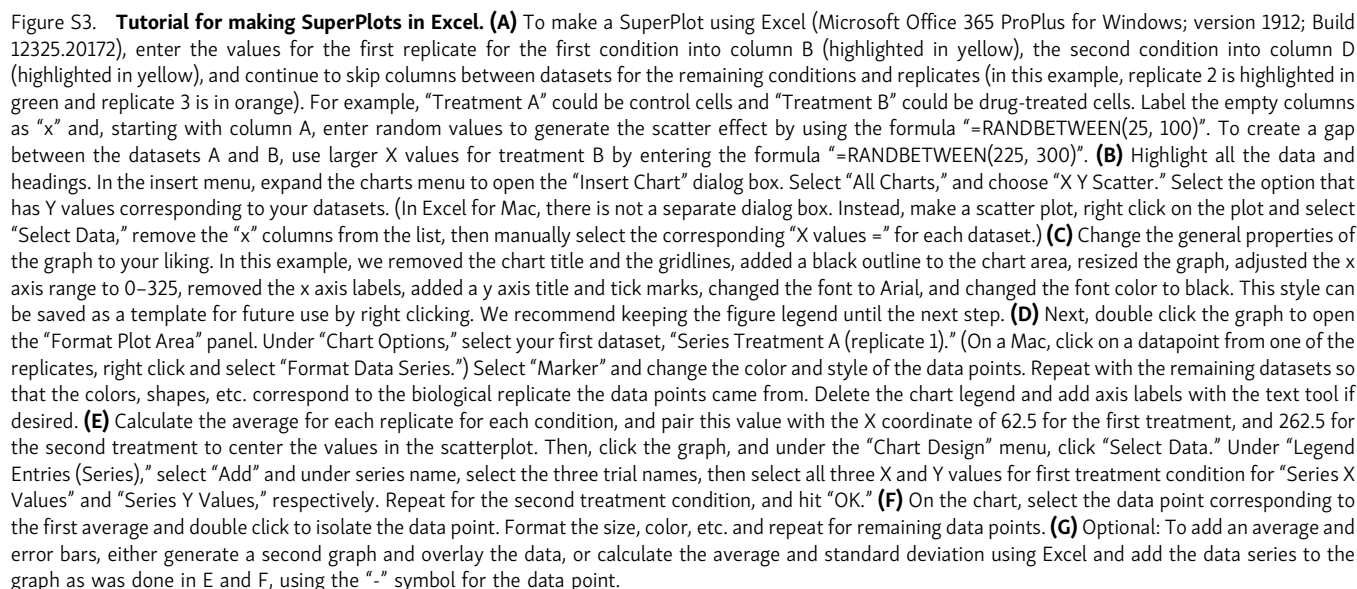 Figure S3. Tutorial for making SuperPlots in Excel. (A) To make a SuperPlot using Excel (Microsoft Office 365 ProPlus for Windows; version 1912; Build
12325.20172), enter the values for the first replicate for the first condition into column B (highlighted in yellow), the second condition into column D
(highlighted in yellow), and continue to skip columns between datasets for the remaining conditions and replicates (in this example, replicate 2 is highlighted in
green and replicate 3 is in orange). For example, “Treatment A” could be control cells and “Treatment B” could be drug-treated cells. Label the empty columns
as “x” and, starting with column A, enter random values to generate the scatter effect by using the formula “=RANDBETWEEN(25, 100)”. To create a gap
between the datasets A and B, use larger X values for treatment B by entering the formula “=RANDBETWEEN(225, 300)”. (B) Highlight all the data and
headings. In the insert menu, expand the charts menu to open the “Insert Chart” dialog box. Select “All Charts,” and choose “X Y Scatter.” Select the option that
has Y values corresponding to your datasets. (In Excel for Mac, there is not a separate dialog box. Instead, make a scatter plot, right click on the plot and select
“Select Data,” remove the “x” columns from the list, then manually select the corresponding “X values =” for each dataset.) (C) Change the general properties of
the graph to your liking. In this example, we removed the chart title and the gridlines, added a black outline to the chart area, resized the graph, adjusted the x
axis range to 0–325, removed the x axis labels, added a y axis title and tick marks, changed the font to Arial, and changed the font color to black. This style can
be saved as a template for future use by right clicking. We recommend keeping the figure legend until the next step. (D) Next, double click the graph to open
the “Format Plot Area” panel. Under “Chart Options,” select your first dataset, “Series Treatment A (replicate 1).” (On a Mac, click on a datapoint from one of the
replicates, right click and select “Format Data Series.”) Select “Marker” and change the color and style of the data points. Repeat with the remaining datasets so
that the colors, shapes, etc. correspond to the biological replicate the data points came from. Delete the chart legend and add axis labels with the text tool if
desired. (E) Calculate the average for each replicate for each condition, and pair this value with the X coordinate of 62.5 for the first treatment, and 262.5 for
the second treatment to center the values in the scatterplot. Then, click the graph, and under the “Chart Design” menu, click “Select Data.” Under “Legend
Entries (Series),” select “Add” and under series name, select the three trial names, then select all three X and Y values for first treatment condition for “Series X
Values” and “Series Y Values,” respectively. Repeat for the second treatment condition, and hit “OK.” (F) On the chart, select the data point corresponding to
the first average and double click to isolate the data point. Format the size, color, etc. and repeat for remaining data points. (G) Optional: To add an average and
error bars, either generate a second graph and overlay the data, or calculate the average and standard deviation using Excel and add the data series to the
graph as was done in E and F, using the “-” symbol for the data point.